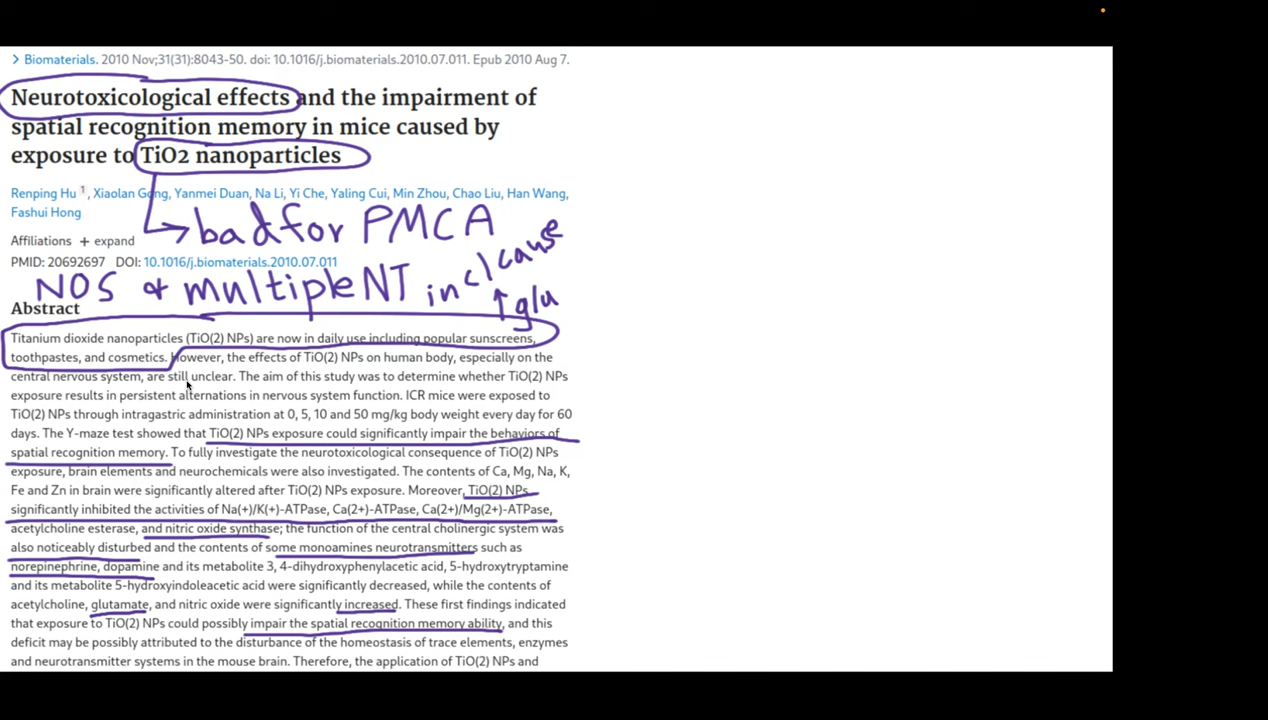 > Biomaterials. 2010 Nov;31(31):8043-50. doi: 10.1016/j.biomaterials.2010.07.011. Epub 2010 Aug 7.
Neurotoxicological effects and the impairment of
spatial recognition memory in mice caused by
exposure to TiO2 nanoparticles
Renping Hu 1, Xiaolan Gong, Yanmei Duan, Na Li, Yi Che, Yaling Cui, Min Zhou, Chao Liu, Han Wang,
Fashui Hong
bad for PMCA
Affiliations + expand
PMID: 20692697 DOI: 10.1016/j.biomaterials.2010.07.011
NOS & multiple NT incl cause
↑ glu
Abstract
Titanium dioxide nanoparticles (TiO(2) NPs) are now in daily use including popular sunscreens,
toothpastes, and cosmetics. However, the effects of TiO(2) NPs on human body, especially on the
central nervous system, are still unclear. The aim of this study was to determine whether TiO(2) NPs
exposure results in persistent alternations in nervous system function. ICR mice were exposed to
TiO(2) NPs through intragastric administration at 0, 5, 10 and 50 mg/kg body weight every day for 60
days. The Y-maze test showed that TiO(2) NPs exposure could significantly impair the behaviors of
spatial recognition memory. To fully investigate the neurotoxicological consequence of TiO(2) NPs
exposure, brain elements and neurochemicals were also investigated. The contents of Ca, Mg, Na, K,
Fe and Zn in brain were significantly altered after TiO(2) NPs exposure. Moreover, TiO(2) NPs
significantly inhibited the activities of Na(+)/K(+)-ATPase, Ca(2+)-ATPase, Ca(2+)/Mg(2+)-ATPase,
acetylcholine esterase, and nitric oxide synthase; the function of the central cholinergic system was
also noticeably disturbed and the contents of some monoamines neurotransmitters such as
norepinephrine, dopamine and its metabolite 3, 4-dihydroxyphenylacetic acid, 5-hydroxytryptamine
and its metabolite 5-hydroxyindoleacetic acid were significantly decreased, while the contents of
acetylcholine, glutamate, and nitric oxide were significantly increased. These first findings indicated
that exposure to TiO(2) NPs could possibly impair the spatial recognition memory ability, and this
deficit may be possibly attributed to the disturbance of the homeostasis of trace elements, enzymes
and neurotransmitter systems in the mouse brain. Therefore, the application of TiO(2) NPs and